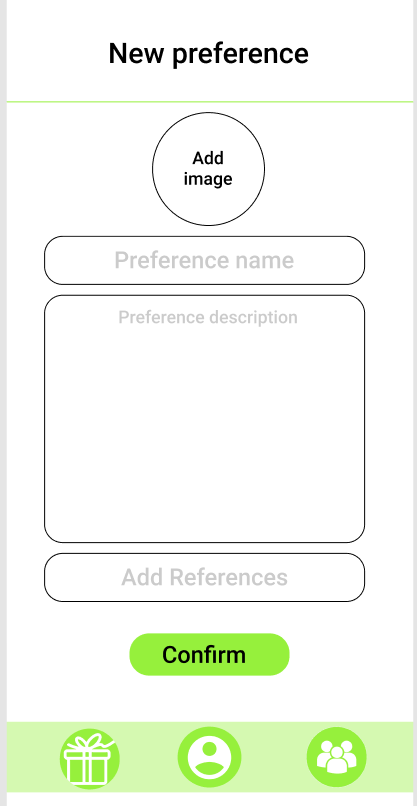 New preference
Add
image
Preference name
Preference description
Add References
Confirm